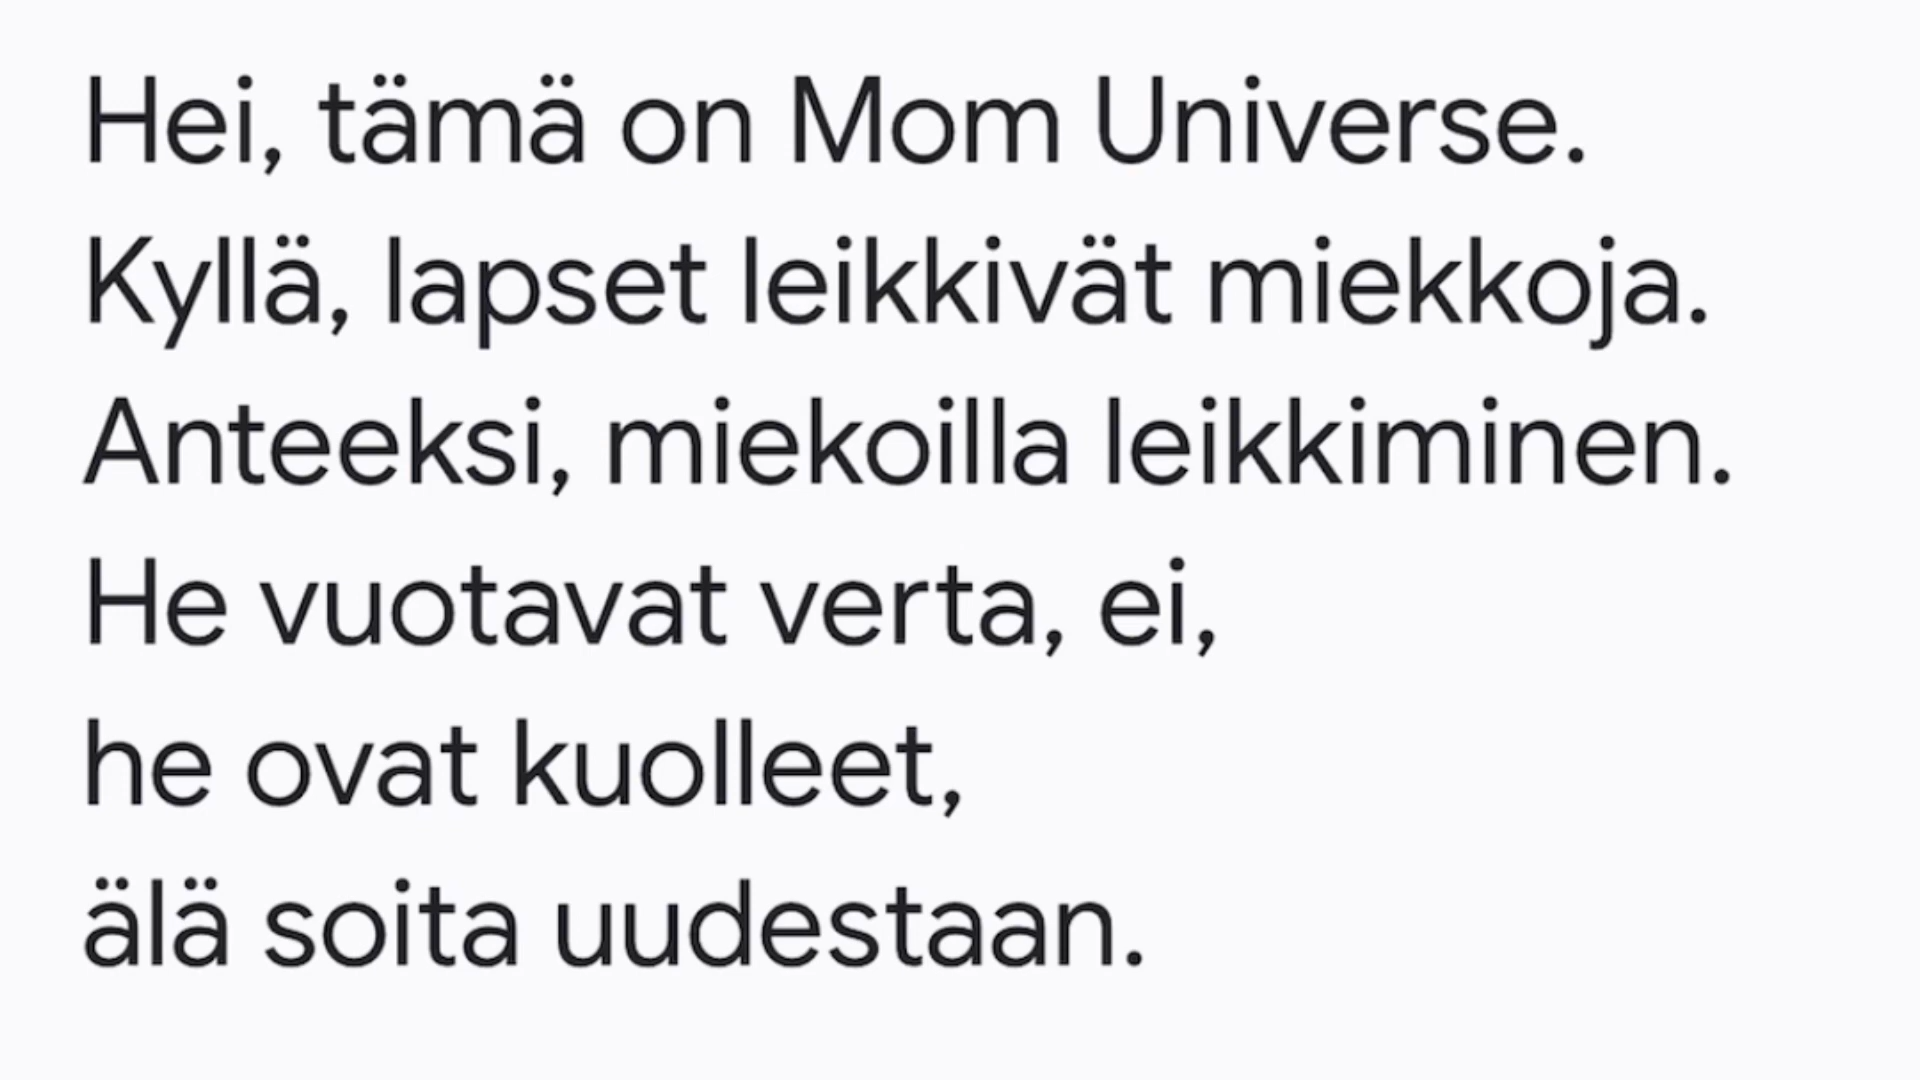 Hei, tämä on Mom Universe.
Kyllä, lapset leikkivät miekkoja.
Anteeksi, miekoilla leikkiminen.
He vuotavat verta, ei,
he ovat kuolleet,
älä soita uudestaan.